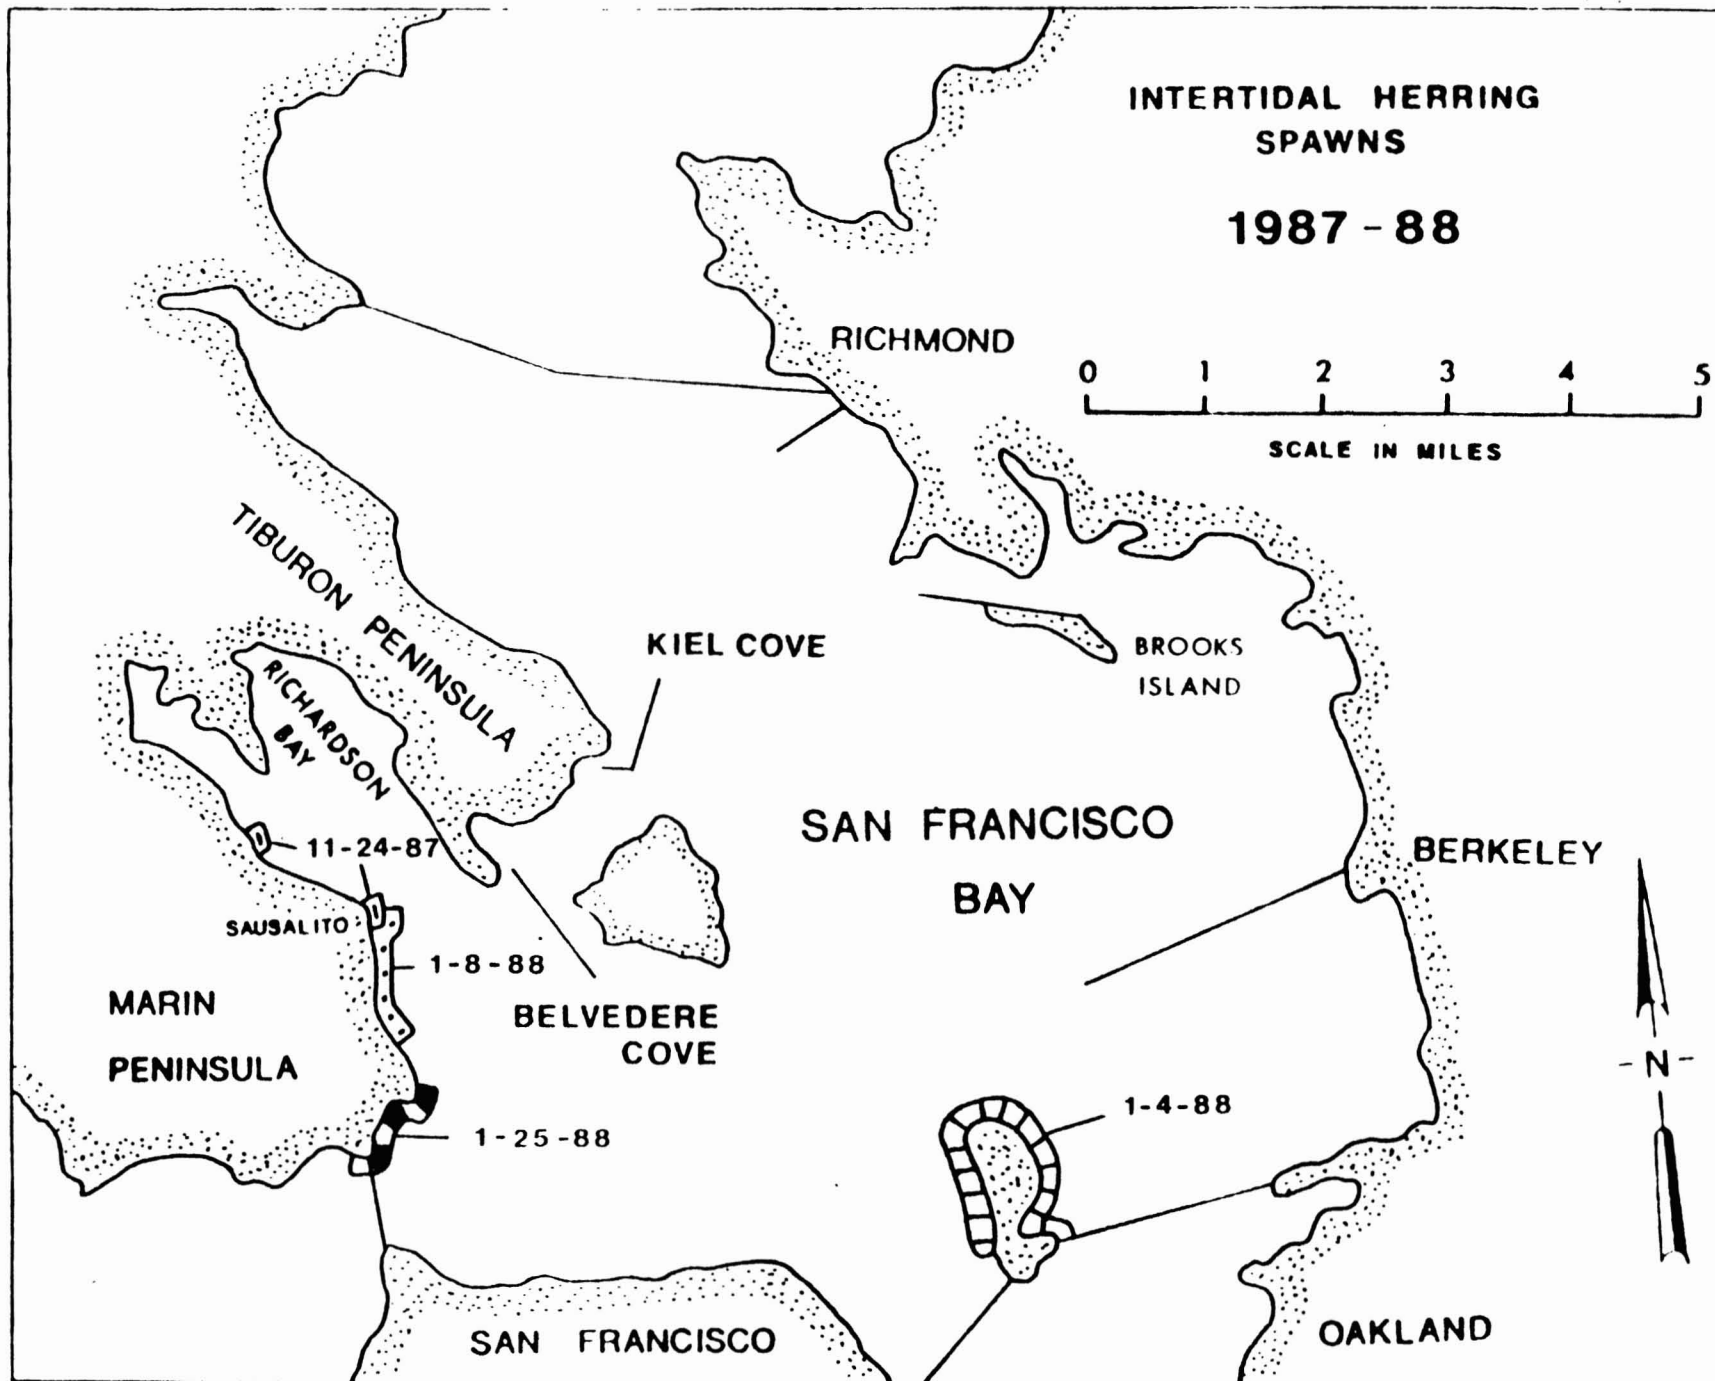 INTERTIDAL HERRING
SPAWNS
1987-88
RICHMOND
0 1 2 3 4 5
SCALE IN MILES
TIBURON PENINSULA
KIEL COVE
BROOKS
ISLAND
RICHARDSON
BAY
SAN FRANCISCO
BAY
BERKELEY
11-24-87
SAUSALITO
1-8-88
MARIN
PENINSULA
BELVEDERE
COVE
-N-
1-4-88
1-25-88
SAN FRANCISCO
OAKLAND